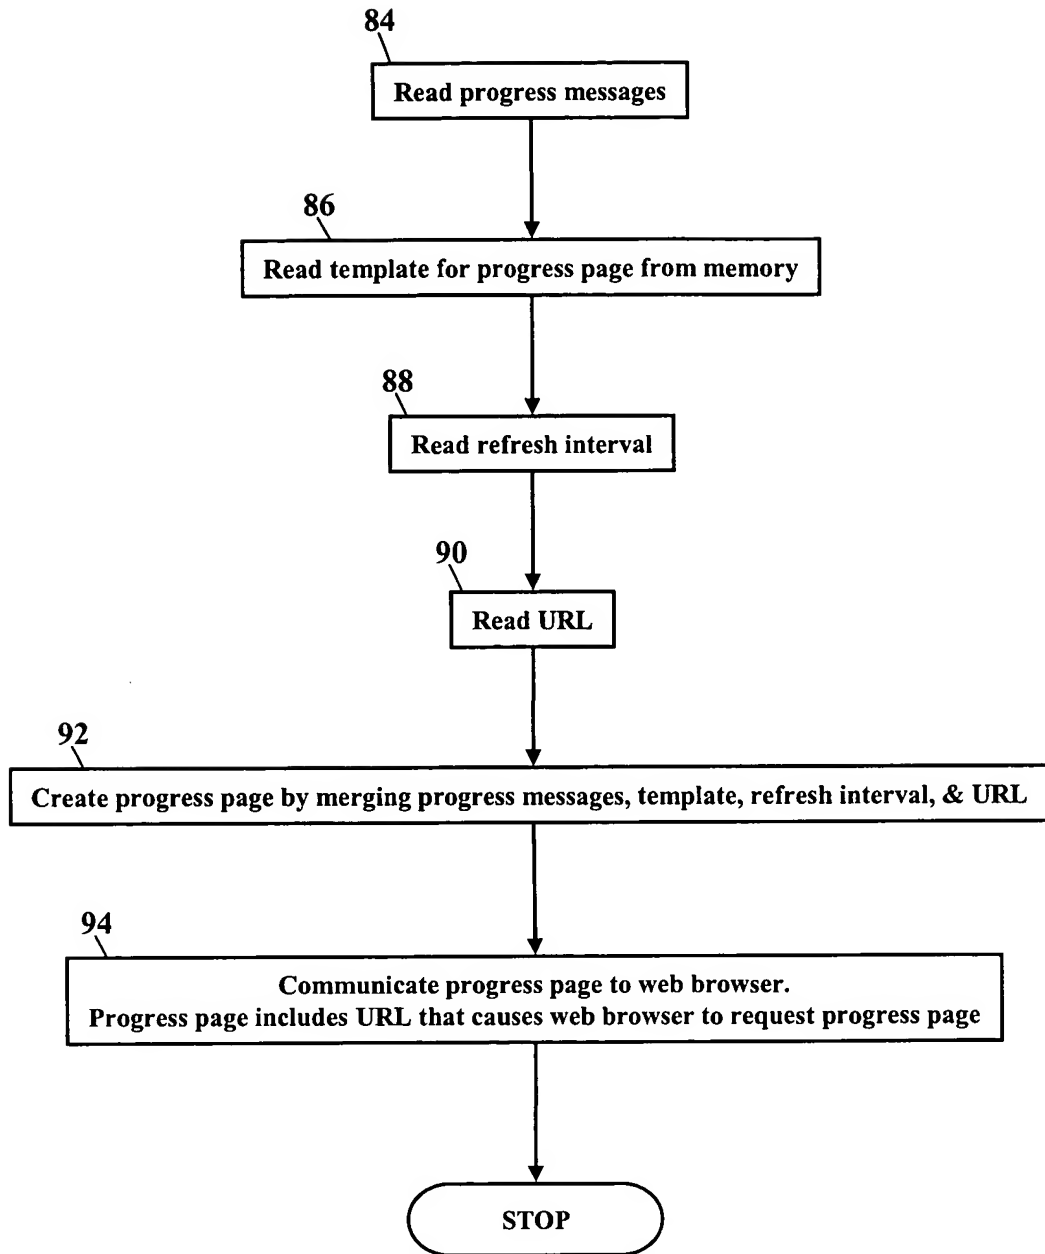 84
Read progress messages
86
Read template for progress page from memory
88
Read refresh interval
90
Read URL
92
Create progress page by merging progress messages, template, refresh interval, & URL
94
Communicate progress page to web browser.
Progress page includes URL that causes web browser to request progress page
STOP